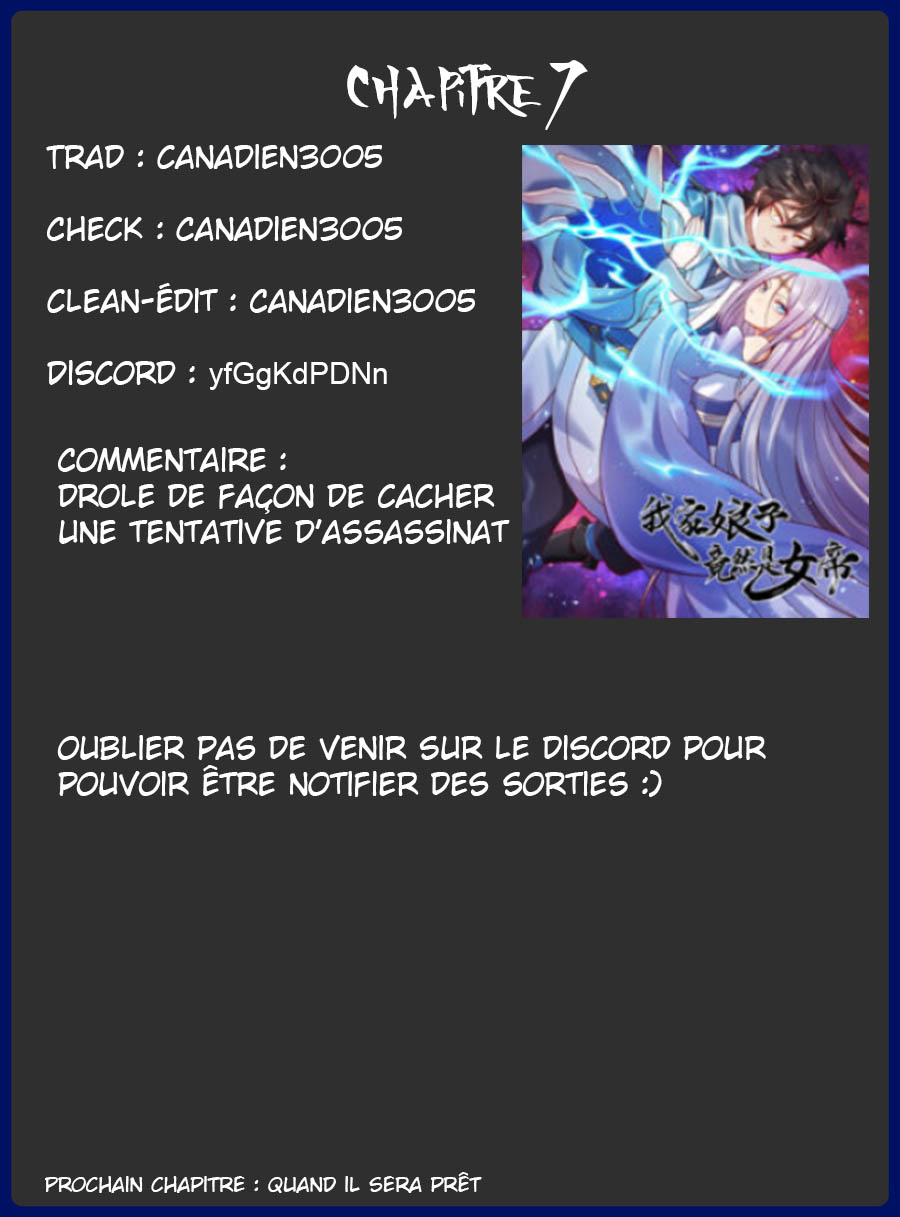 CHAPITRE 7
TRAD : CANADIEN3005
CHECK : CANADIEN3005
CLEAN-ÉDIT : CANADIEN3005
DISCORD : yfGgKdPDNn
COMMENTAIRE :
DROLE DE FAÇON DE CACHER
UNE TENTATIVE D'ASSASSINAT
我家娘子
竟然是女帝
OUBLIER PAS DE VENIR SUR LE DISCORD POUR
POUVOIR ÊTRE NOTIFIER DES SORTIES :)
PROCHAIN CHAPITRE : QUAND IL SERA PRÊT